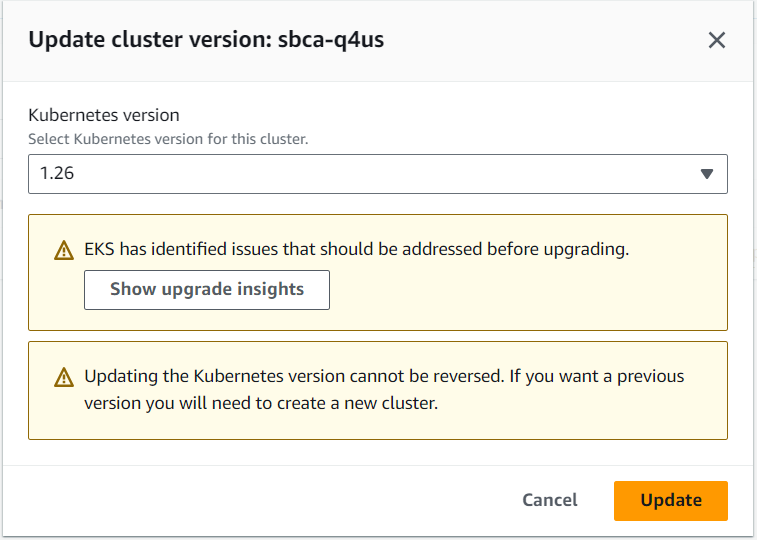 Update cluster version: sbca-q4us
Kubernetes version
Select Kubernetes version for this cluster.
1.26
EKS has identified issues that should be addressed before upgrading.
Show upgrade insights
Updating the Kubernetes version cannot be reversed. If you want a previous
version you will need to create a new cluster.
Cancel
Update